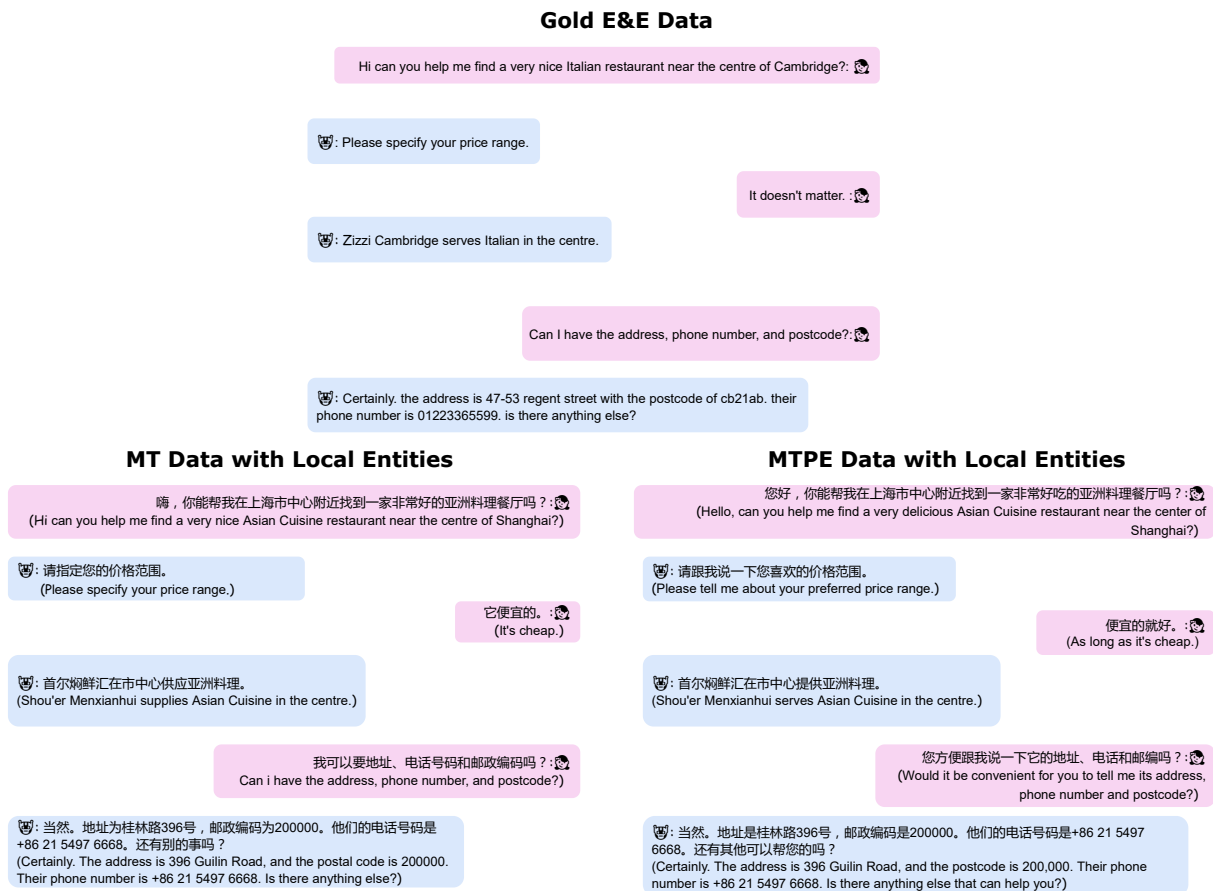 Gold E&E Data
Hi can you help me find a very nice Italian restaurant near the centre of Cambridge?:
: Please specify your price range.
It doesn't matter. :
: Zizzi Cambridge serves Italian in the centre.
Can I have the address, phone number, and postcode?:
: Certainly. the address is 47-53 regent street with the postcode of cb21ab. their
phone number is 01223365599. is there anything else?
MT Data with Local Entities
嗨，你能帮我在上海市中心附近找到一家非常好的亚洲料理餐厅吗？:
(Hi can you help me find a very nice Asian Cuisine restaurant near the centre of Shanghai?)
: 请指定您的价格范围。
(Please specify your price range.)
它便宜的。:
(It's cheap.)
: 首尔焖鲜汇在市中心供应亚洲料理。
(Shou'er Menxianhui supplies Asian Cuisine in the centre.)
我可以要地址、电话号码和邮政编码吗？:
Can i have the address, phone number, and postcode?)
: 当然。地址为桂林路396号，邮政编码为200000。他们的电话号码是
+86 21 5497 6668。还有别的事吗？
(Certainly. The address is 396 Guilin Road, and the postal code is 200000.
Their phone number is +86 21 5497 6668. Is there anything else?)
MTPE Data with Local Entities
您好，你能帮我在上海市中心附近找到一家非常好吃的亚洲料理餐厅吗？:
(Hello, can you help me find a very delicious Asian Cuisine restaurant near the center of
Shanghai?)
: 请跟我说一下您喜欢的价格范围。
(Please tell me about your preferred price range.)
便宜的就好。:
(As long as it's cheap.)
: 首尔焖鲜汇在市中心提供亚洲料理。
(Shou'er Menxianhui serves Asian Cuisine in the centre.)
您方便跟我说一下它的地址、电话和邮编吗？:
(Would it be convenient for you to tell me its address,
phone number and postcode?)
: 当然。地址是桂林路396号，邮政编码是200000。他们的电话号码是+86 21 5497
6668。还有其他可以帮您的吗？
(Certainly. The address is 396 Guilin Road, and the postcode is 200,000. Their phone
number is +86 21 5497 6668. Is there anything else that can help you?)